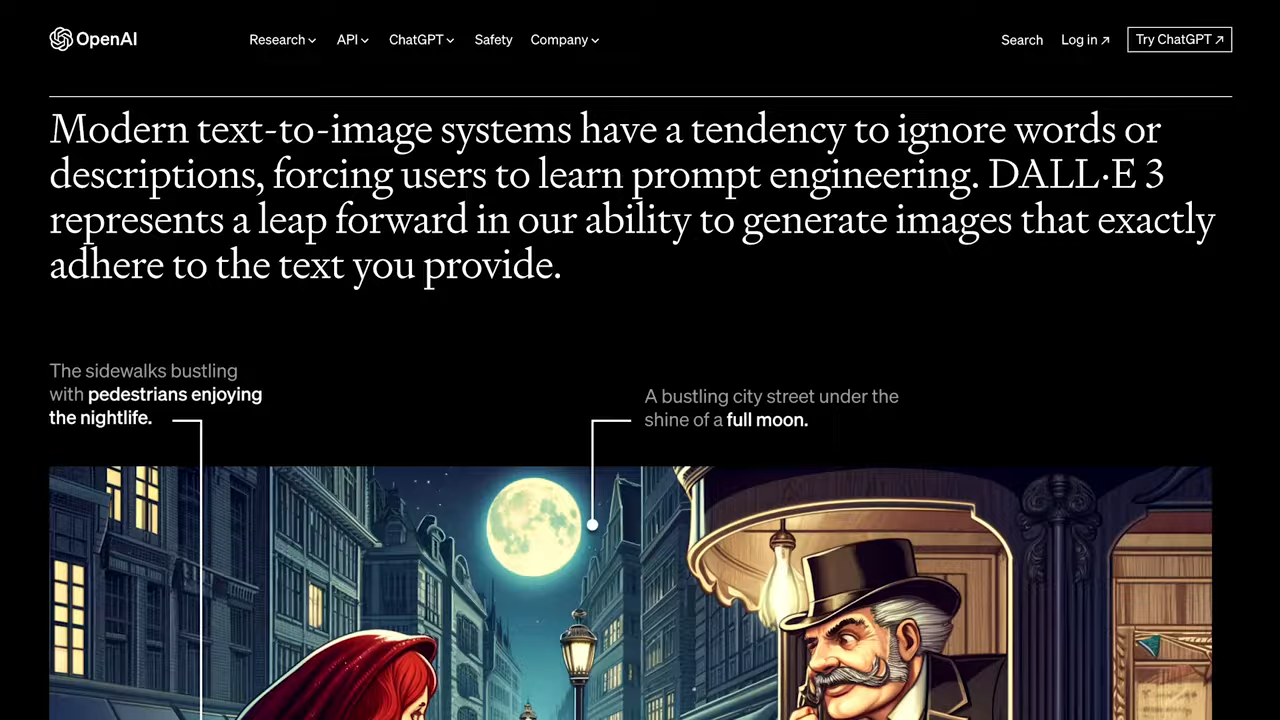 OpenAI
Research API ChatGPT Safety Company
Search Log in ↗ Try ChatGPT ↗
Modern text-to-image systems have a tendency to ignore words or
descriptions, forcing users to learn prompt engineering. DALL·E 3
represents a leap forward in our ability to generate images that exactly
adhere to the text you provide.
The sidewalks bustling
with pedestrians enjoying
the nightlife.
A bustling city street under the
shine of a full moon.